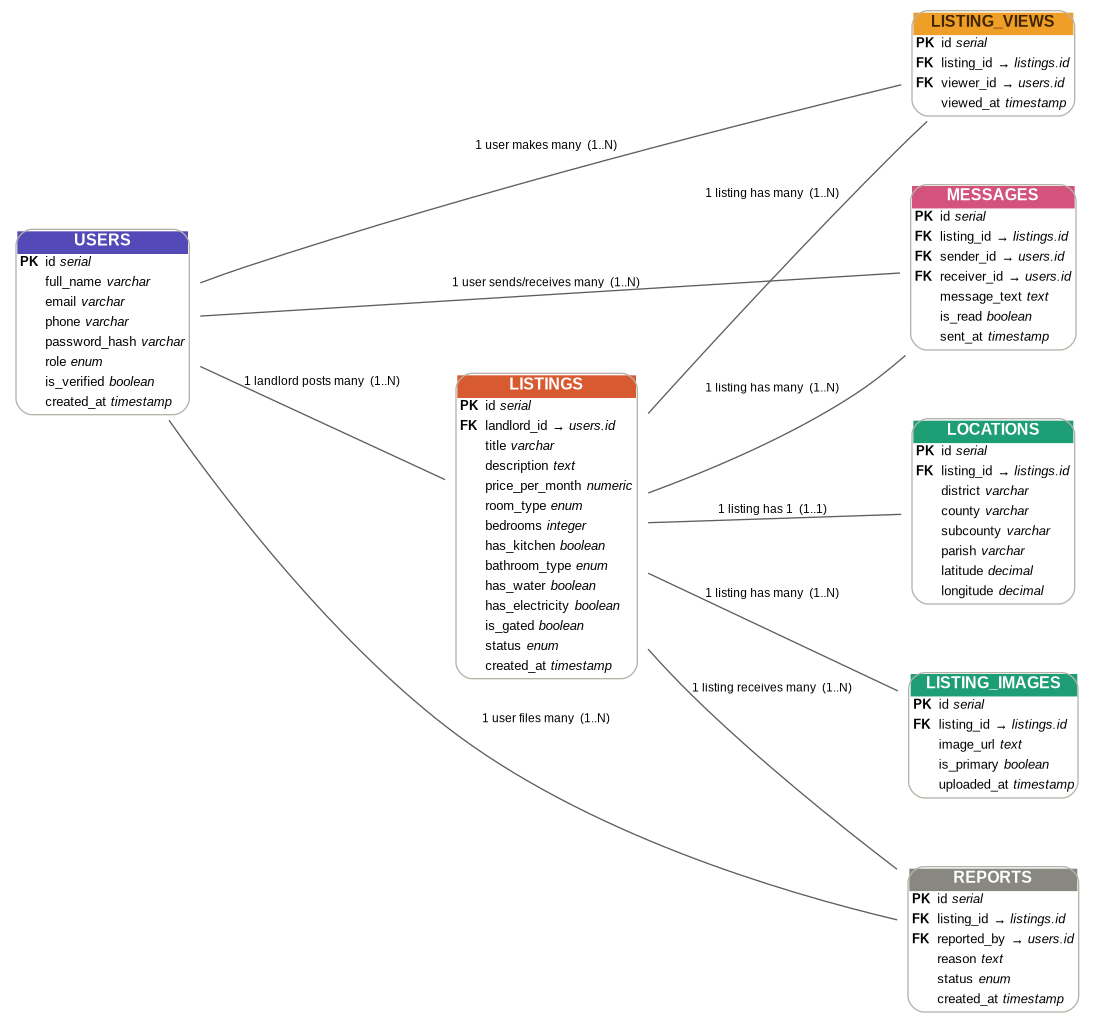 USERS
PK id serial
full_name varchar
email varchar
phone varchar
password_hash varchar
role enum
is_verified boolean
created_at timestamp
1 user makes many (1..N)
1 user sends/receives many (1..N)
1 landlord posts many (1..N)
1 user files many (1..N)
LISTINGS
PK id serial
FK landlord_id → users.id
title varchar
description text
price_per_month numeric
room_type enum
bedrooms integer
has_kitchen boolean
bathroom_type enum
has_water boolean
has_electricity boolean
is_gated boolean
status enum
created_at timestamp
1 listing has many (1..N)
1 listing has many (1..N)
1 listing has 1 (1..1)
1 listing has many (1..N)
1 listing receives many (1..N)
LISTING_VIEWS
PK id serial
FK listing_id → listings.id
FK viewer_id → users.id
viewed_at timestamp
MESSAGES
PK id serial
FK listing_id → listings.id
FK sender_id → users.id
FK receiver_id → users.id
message_text text
is_read boolean
sent_at timestamp
LOCATIONS
PK id serial
FK listing_id → listings.id
district varchar
county varchar
subcounty varchar
parish varchar
latitude decimal
longitude decimal
LISTING_IMAGES
PK id serial
FK listing_id → listings.id
image_url text
is_primary boolean
uploaded_at timestamp
REPORTS
PK id serial
FK listing_id → listings.id
FK reported_by → users.id
reason text
status enum
created_at timestamp